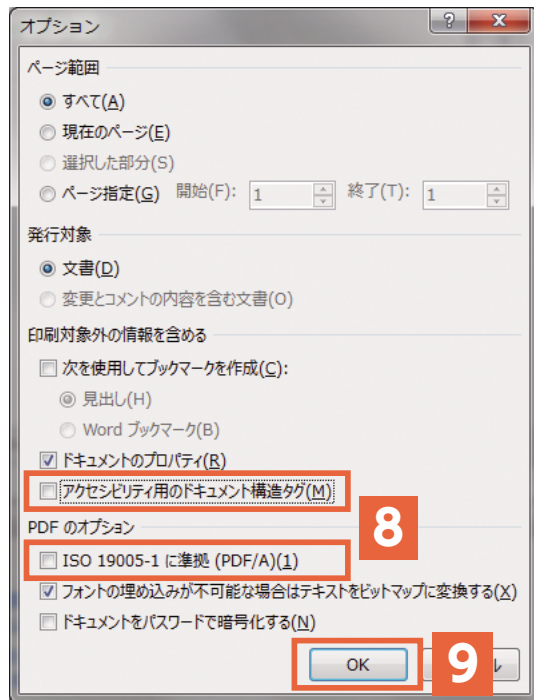 オプション
ページ範囲
すべて(A)
現在のページ(E)
選択した部分(S)
ページ指定(G) 開始(F): 1 終了(T): 1
発行対象
文書(D)
変更とコメントの内容を含む文書(O)
印刷対象外の情報を含める
次を使用してブックマークを作成(C):
見出し(H)
Word ブックマーク(B)
ドキュメントのプロパティ(R)
アクセシビリティ用のドキュメント構造タグ(M)
8
PDF のオプション
ISO 19005-1 に準拠 (PDF/A)(1)
フォントの埋め込みが不可能な場合はテキストをビットマップに変換する(X)
ドキュメントをパスワードで暗号化する(N)
OK 9 ル